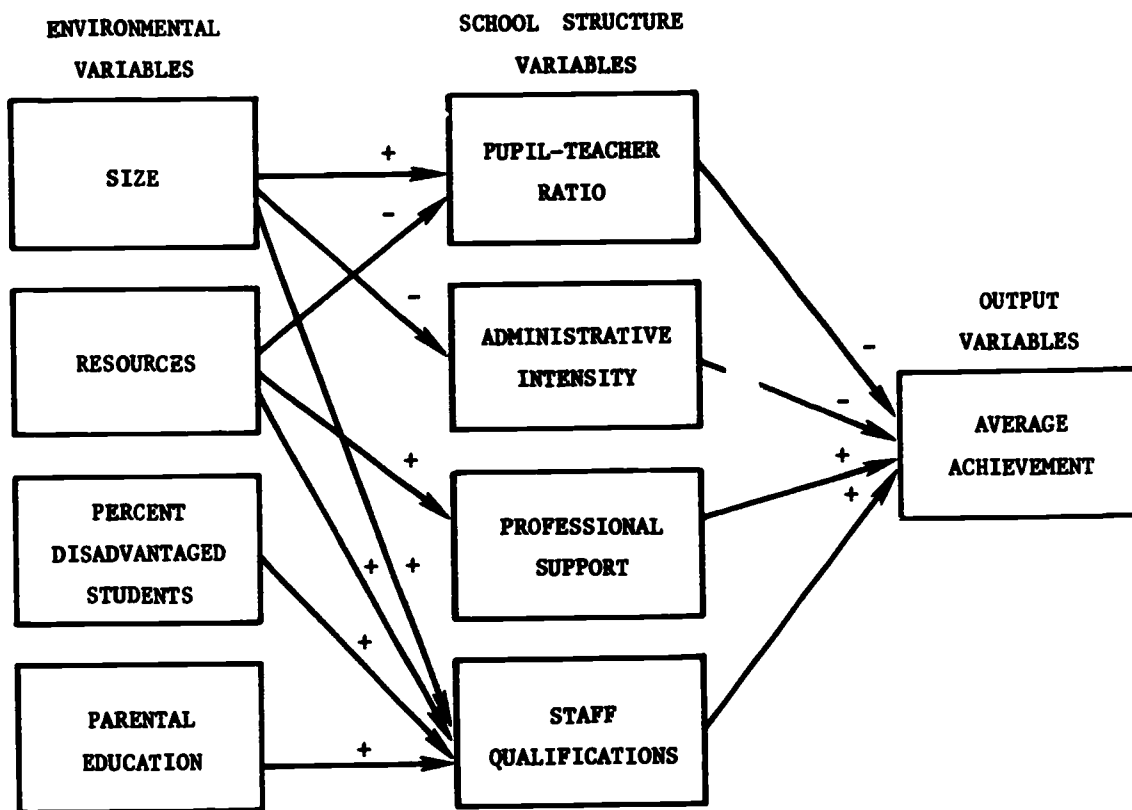 ENVIRONMENTAL
VARIABLES
SCHOOL STRUCTURE
VARIABLES
SIZE
+
PUPIL-TEACHER
RATIO
-
RESOURCES
-
ADMINISTRATIVE
INTENSITY
OUTPUT
VARIABLES
-
-
AVERAGE
ACHIEVEMENT
+
+
+
PERCENT
DISADVANTAGED
STUDENTS
PROFESSIONAL
SUPPORT
+
+
+
PARENTAL
EDUCATION
+
STAFF
QUALIFICATIONS